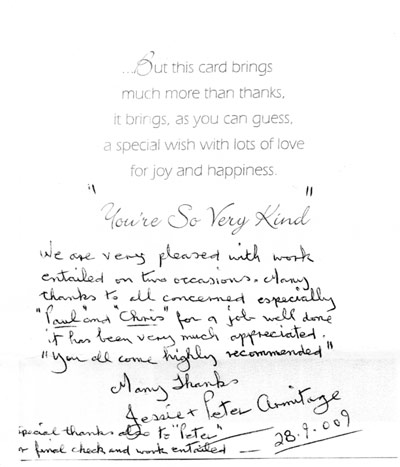 ...But this card brings
much more than thanks,
it brings, as you can guess,
a special wish with lots of love
for joy and happiness.
"You're So Very Kind"
We are very pleased with work
entailed on two occasions. Many
thanks to all concerned especially
"Paul" and "Chris" for a job well done
it has been very much appreciated.
"You all come highly recommended"
Many Thanks
Jessie + Peter Armitage
special thanks also to "Peter"
final check and work entailed —
28.9.009